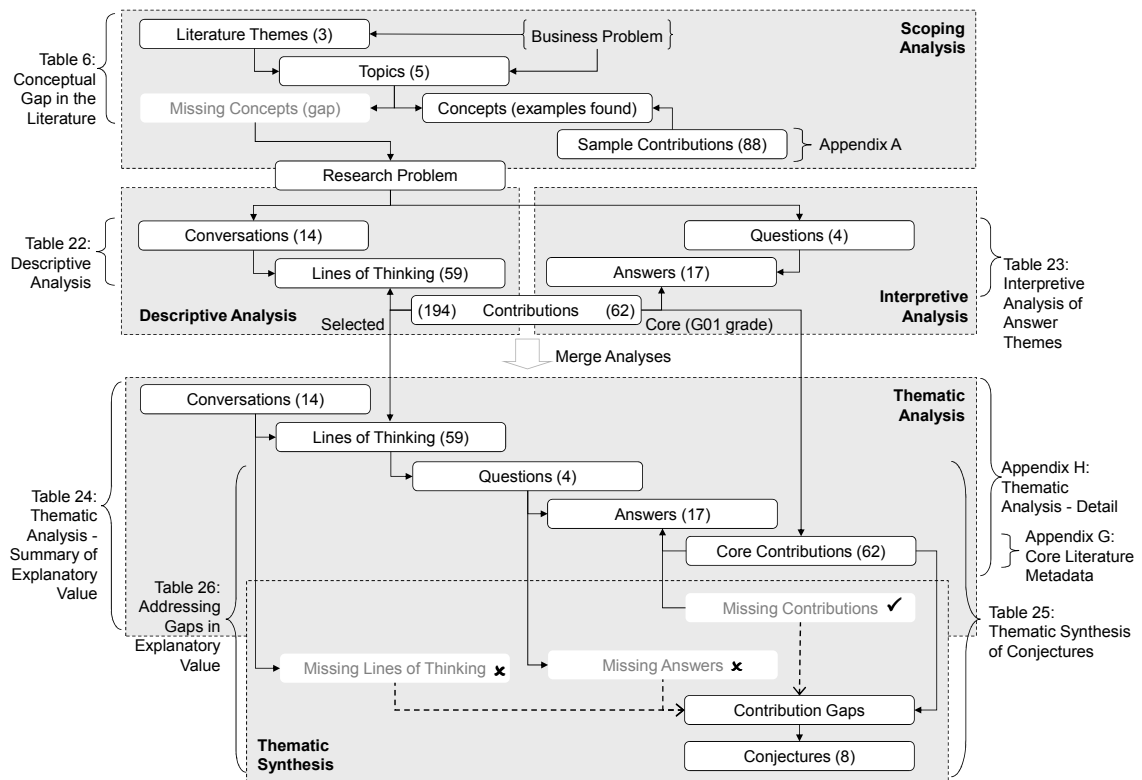 Literature Themes (3)
Business Problem
Scoping
Analysis
Table 6:
Conceptual
Gap in the
Literature
Topics (5)
Missing Concepts (gap)
Concepts (examples found)
Sample Contributions (88)
Appendix A
Research Problem
Table 22:
Descriptive
Analysis
Conversations (14)
Lines of Thinking (59)
Questions (4)
Answers (17)
Table 23:
Interpretive
Analysis of
Answer
Themes
(194) Contributions (62)
Descriptive Analysis
Selected
Core (G01 grade)
Interpretive
Analysis
Merge Analyses
Conversations (14)
Thematic
Analysis
Lines of Thinking (59)
Questions (4)
Answers (17)
Core Contributions (62)
Table 24:
Thematic
Analysis -
Summary of
Explanatory
Value
Appendix H:
Thematic
Analysis - Detail
Appendix G:
Core Literature
Metadata
Table 26:
Addressing
Gaps in
Explanatory
Value
Missing Contributions ✓
Table 25:
Thematic Synthesis
of Conjectures
Missing Lines of Thinking ✘
Missing Answers ✘
Contribution Gaps
Conjectures (8)
Thematic
Synthesis